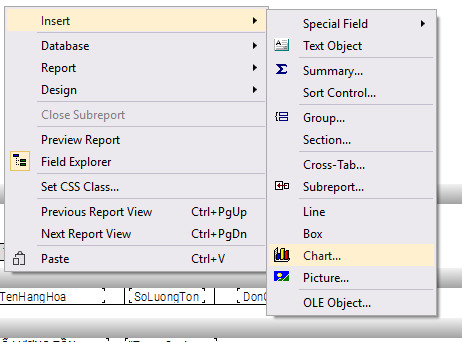 Insert
Database
Report
Design
Close Subreport
Preview Report
Field Explorer
Set CSS Class...
Previous Report View Ctrl+PgUp
Next Report View Ctrl+PgDn
Paste Ctrl+V
Special Field
Text Object
Summary...
Sort Control...
Group...
Section...
Cross-Tab...
Subreport...
Line
Box
Chart...
Picture...
OLE Object...
TenHangHoa SoLuongTon